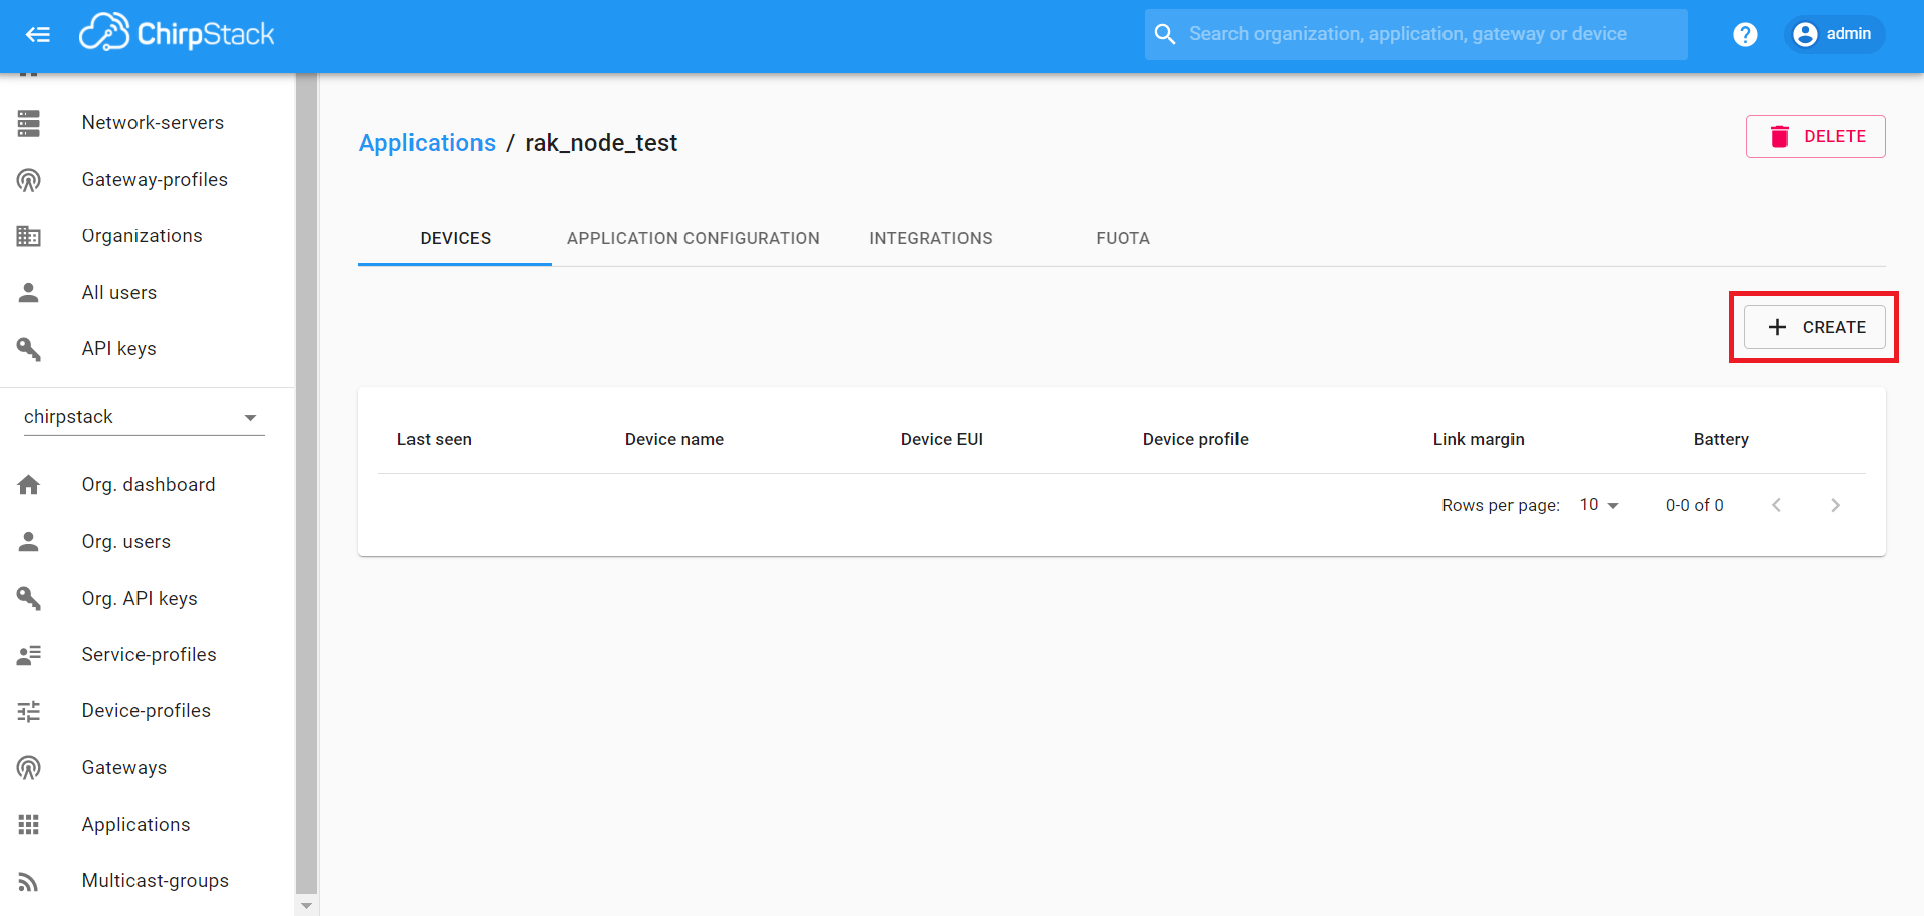 ChirpStack
Search organization, application, gateway or device
?
admin
Network-servers
Gateway-profiles
Organizations
All users
API keys
chirpstack
Org. dashboard
Org. users
Org. API keys
Service-profiles
Device-profiles
Gateways
Applications
Multicast-groups
Applications / rak_node_test
DELETE
DEVICES APPLICATION CONFIGURATION INTEGRATIONS FUOTA
+ CREATE
Last seen Device name Device EUI Device profile Link margin Battery
Rows per page: 10 0-0 of 0